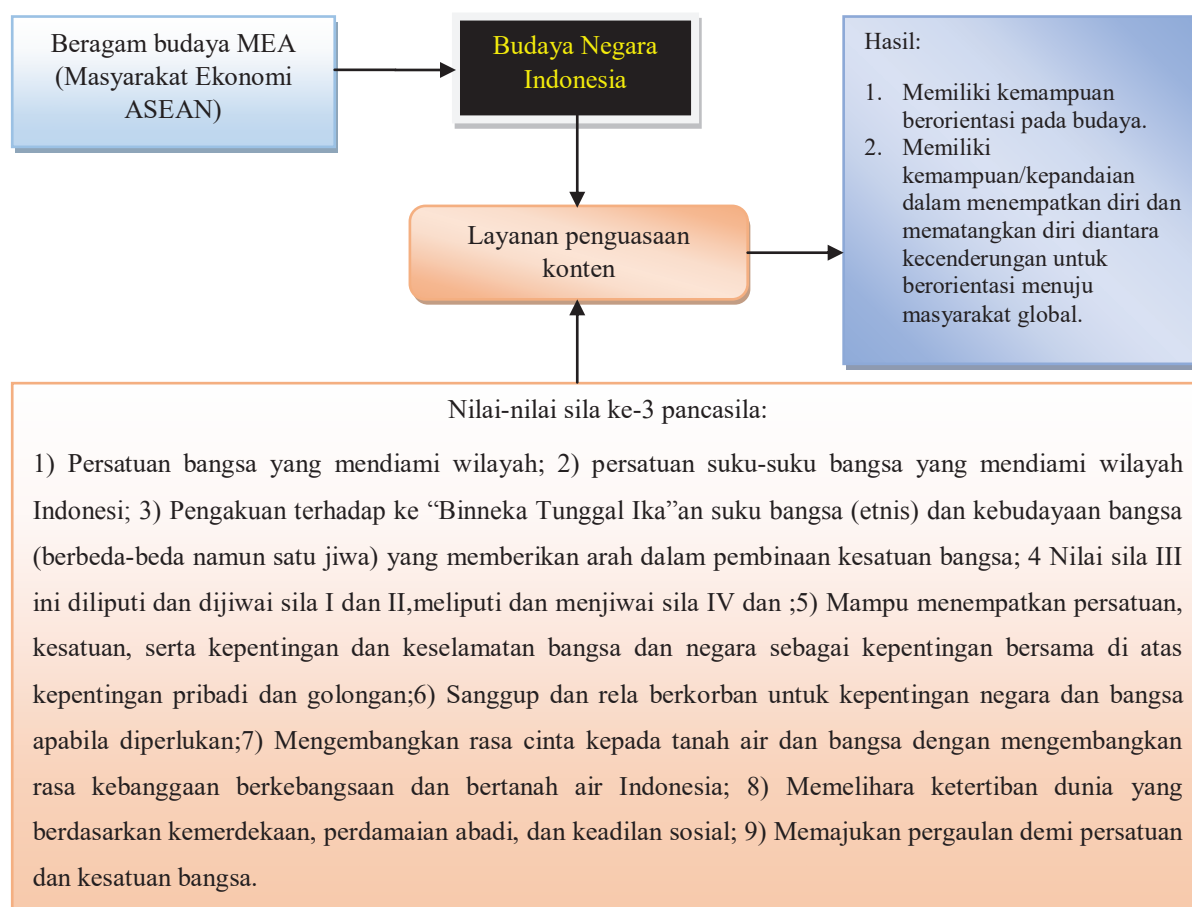 Beragam budaya MEA
(Masyarakat Ekonomi
ASEAN)
Budaya Negara
Indonesia
Hasil:
1. Memiliki kemampuan
berorientasi pada budaya.
2. Memiliki
kemampuan/kepandaian
dalam menempatkan diri dan
mematangkan diri diantara
kecenderungan untuk
berorientasi menuju
masyarakat global.
Layanan penguasaan
konten
Nilai-nilai sila ke-3 pancasila:
1) Persatuan bangsa yang mendiami wilayah; 2) persatuan suku-suku bangsa yang mendiami wilayah
Indonesi; 3) Pengakuan terhadap ke “Binneka Tunggal Ika”an suku bangsa (etnis) dan kebudayaan bangsa
(berbeda-beda namun satu jiwa) yang memberikan arah dalam pembinaan kesatuan bangsa; 4 Nilai sila III
ini diliputi dan dijiwai sila I dan II,meliputi dan menjiwai sila IV dan ;5) Mampu menempatkan persatuan,
kesatuan, serta kepentingan dan keselamatan bangsa dan negara sebagai kepentingan bersama di atas
kepentingan pribadi dan golongan;6) Sanggup dan rela berkorban untuk kepentingan negara dan bangsa
apabila diperlukan;7) Mengembangkan rasa cinta kepada tanah air dan bangsa dengan mengembangkan
rasa kebanggaan berkebangsaan dan bertanah air Indonesia; 8) Memelihara ketertiban dunia yang
berdasarkan kemerdekaan, perdamaian abadi, dan keadilan sosial; 9) Memajukan pergaulan demi persatuan
dan kesatuan bangsa.